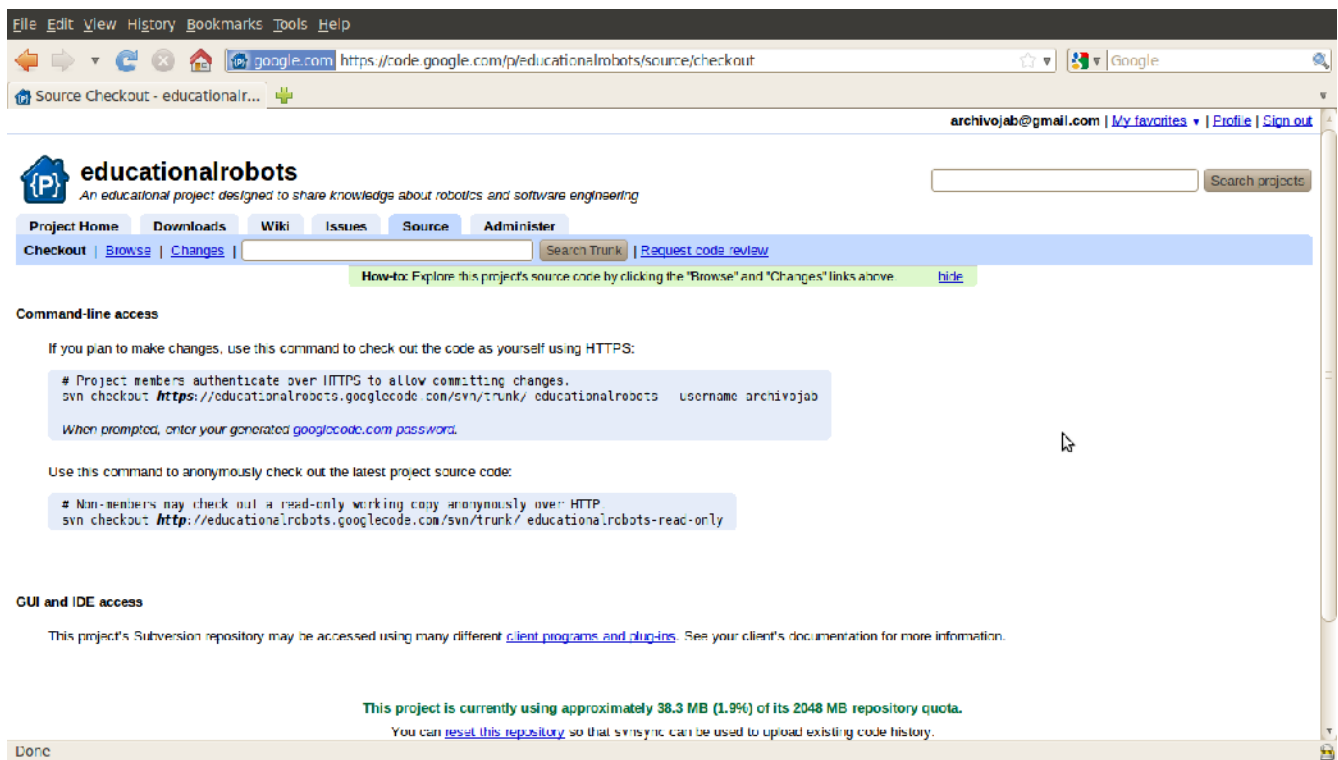 File Edit View History Bookmarks Tools Help
google.com https://code.google.com/p/educationalrobots/source/checkout Google
Source Checkout - educationalr...
archivojab@gmail.com | My favorites ▼ | Profile | Sign out
{P} educationalrobots
An educational project designed to share knowledge about robotics and software engineering
Search projects
Project Home Downloads Wiki Issues Source Administer
Checkout | Browse | Changes | Search Trunk | Request code review
How-to: Explore this project's source code by clicking the "Browse" and "Changes" links above. hide
Command-line access
If you plan to make changes, use this command to check out the code as yourself using HTTPS:
# Project members authenticate over HTTPS to allow committing changes.
svn checkout https://educationalrobots.googlecode.com/svn/trunk/ educationalrobots --username archivojab
When prompted, enter your generated googlecode.com password.
Use this command to anonymously check out the latest project source code:
# Non-members may check out a read-only working copy anonymously over HTTP.
svn checkout http://educationalrobots.googlecode.com/svn/trunk/ educationalrobots-read-only
GUI and IDE access
This project's Subversion repository may be accessed using many different client programs and plug-ins. See your client's documentation for more information.
This project is currently using approximately 38.3 MB (1.9%) of its 2048 MB repository quota.
You can reset this repository so that svnsync can be used to upload existing code history.
Done